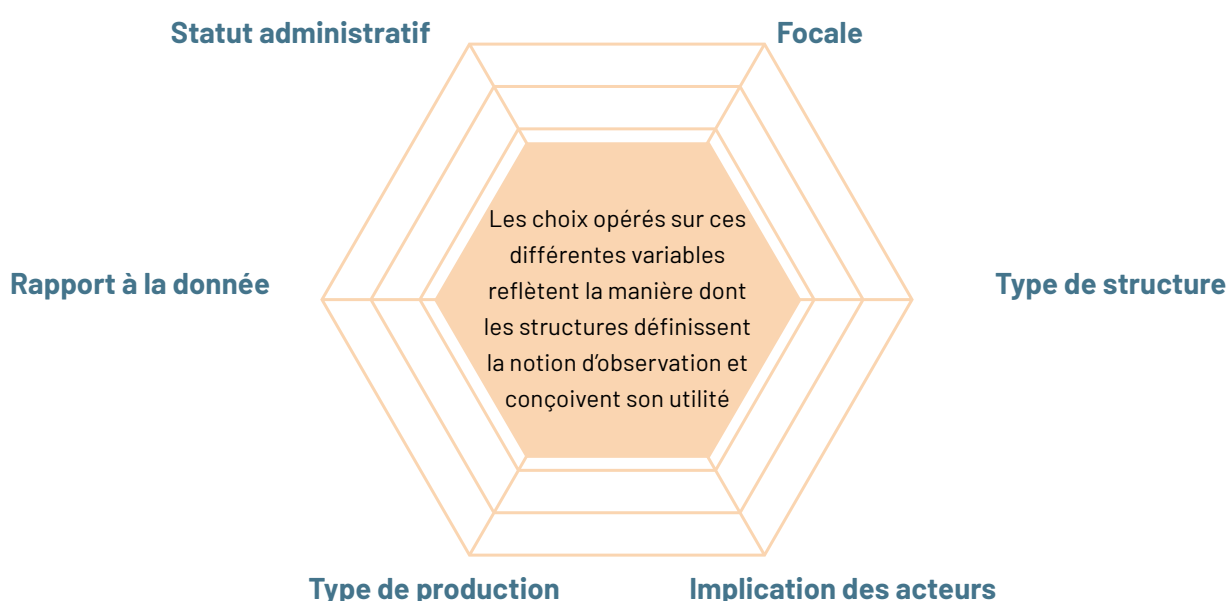 Statut administratif
Focale
Les choix opérés sur ces
différentes variables
reflètent la manière dont
les structures définissent
la notion d’observation et
conçoivent son utilité
Rapport à la donnée
Type de structure
Type de production
Implication des acteurs